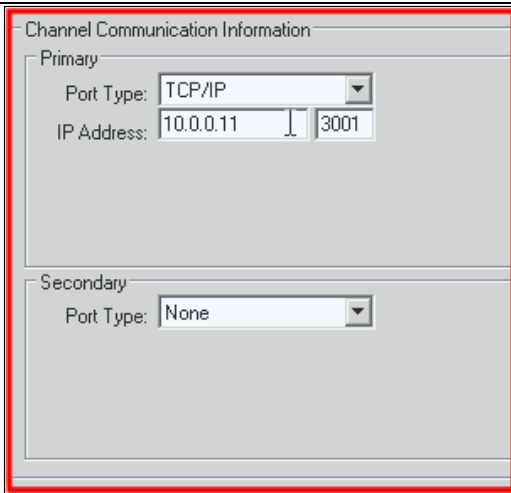 Channel Communication Information
Primary
Port Type: TCP/IP
IP Address: 10.0.0.11 3001
Secondary
Port Type: None